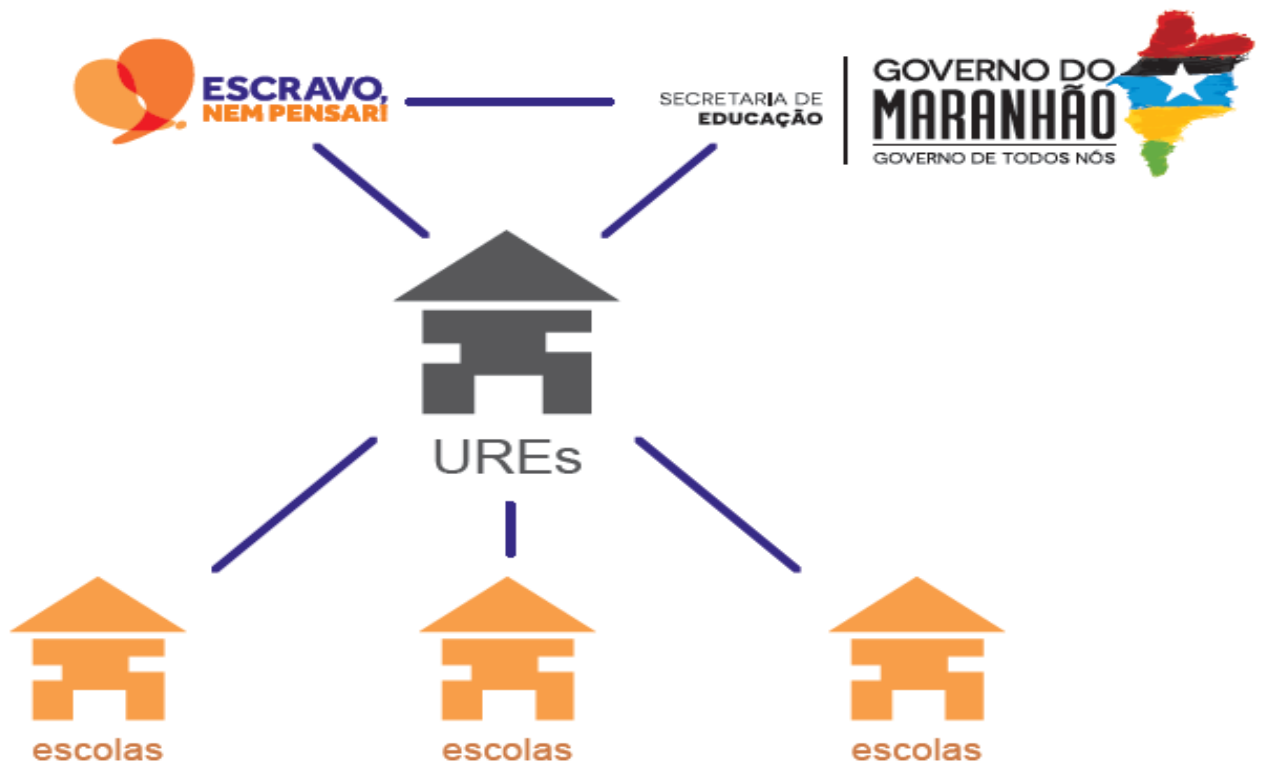 ESCRAVO,
NEM PENSAR!
SECRETARIA DE
EDUCAÇÃO
GOVERNO DO
MARANHÃO
GOVERNO DE TODOS NÓS
UREs
escolas
escolas
escolas